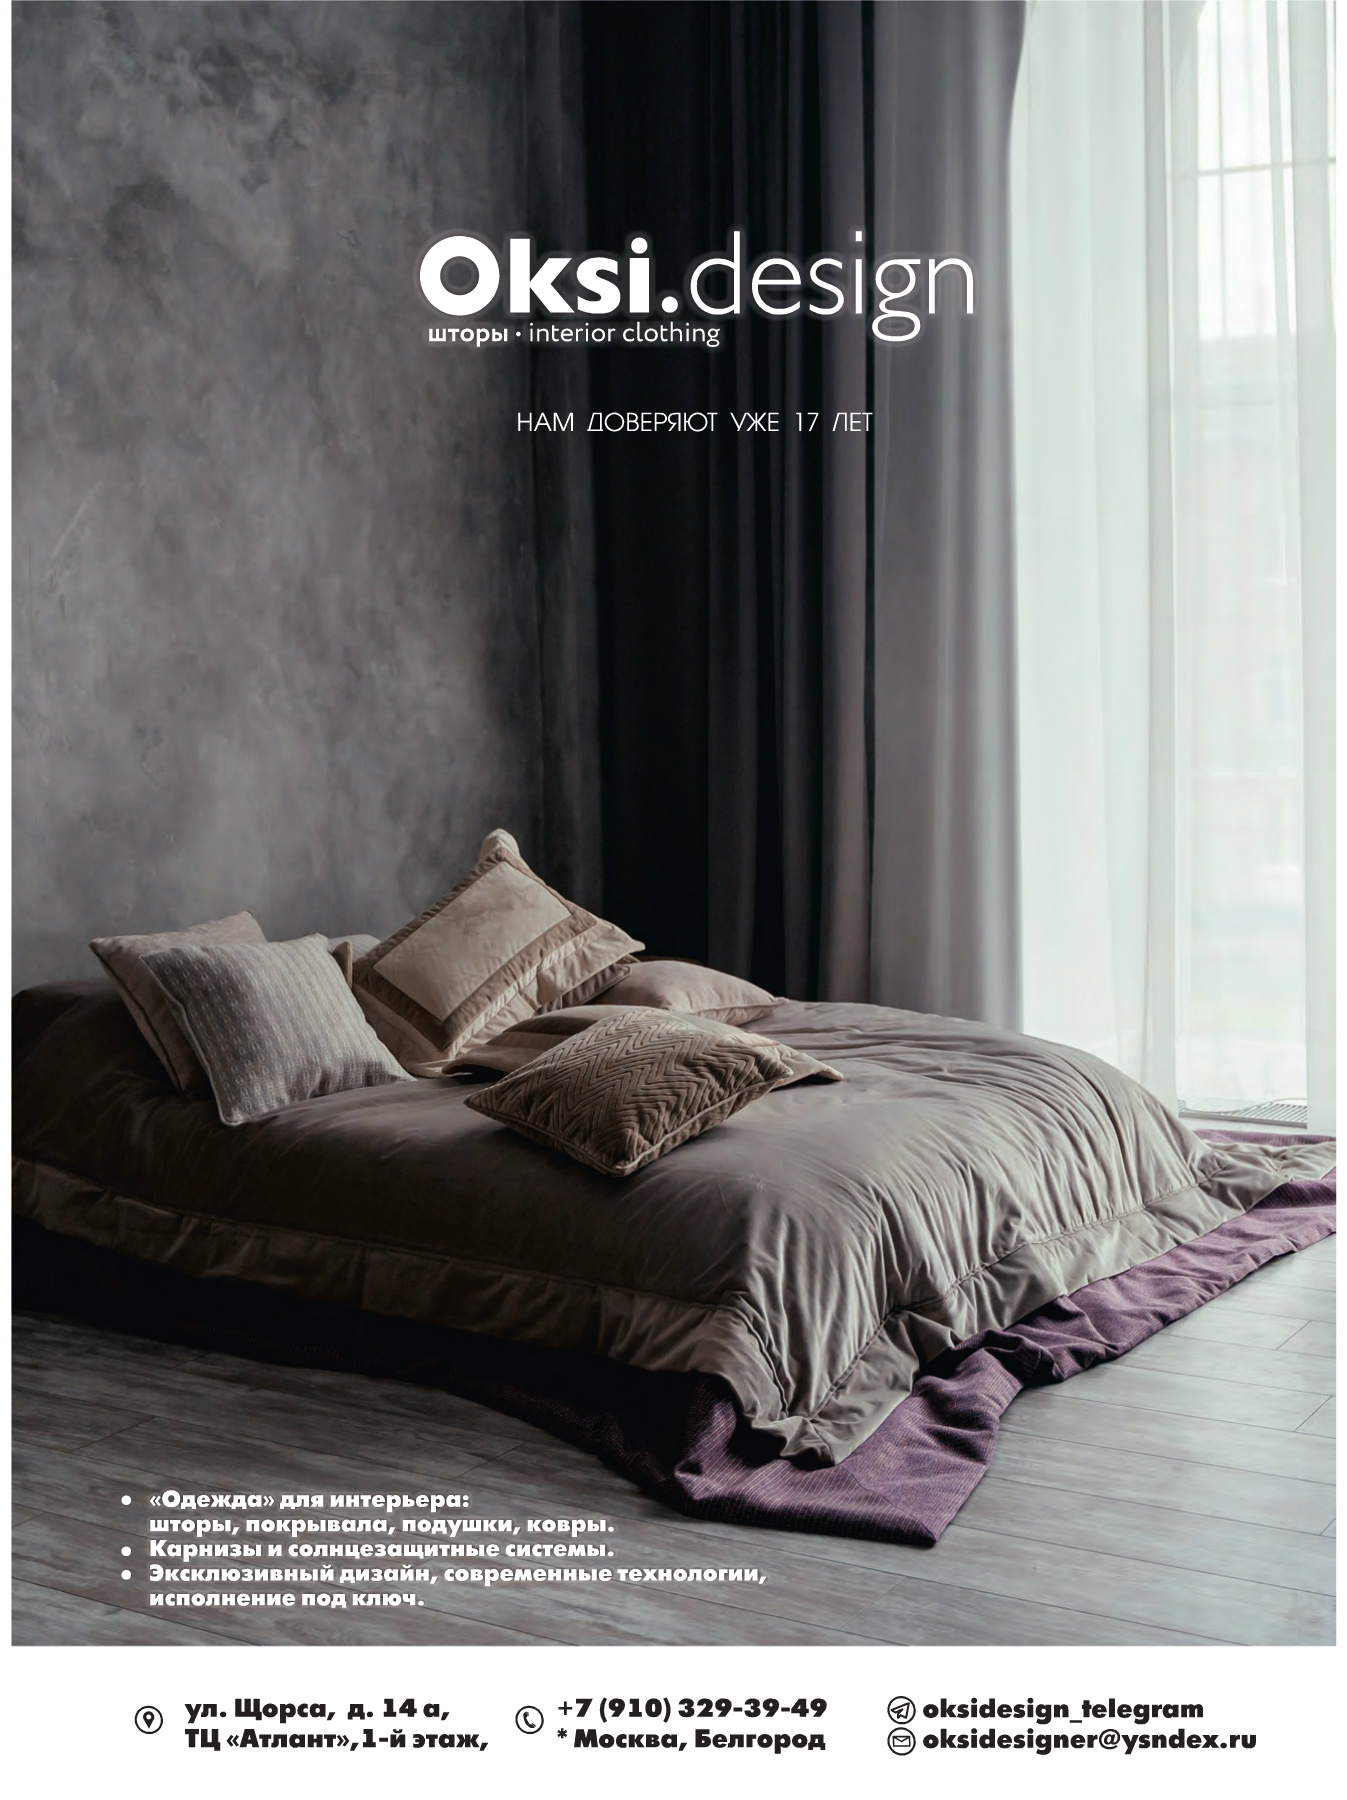 Oksi.design
шторы • interior clothing
НАМ ДОВЕРЯЮТ УЖЕ 17 ЛЕТ
• «Одежда» для интерьера:
шторы, покрывала, подушки, ковры.
• Карнизы и солнцезащитные системы.
• Эксклюзивный дизайн, современные технологии,
исполнение под ключ.
ул. Щорса, д. 14 а,
ТЦ «Атлант»,1-й этаж,
+7 (910) 329-39-49
* Москва, Белгород
oksidesign_telegram
oksidesigner@ysndex.ru